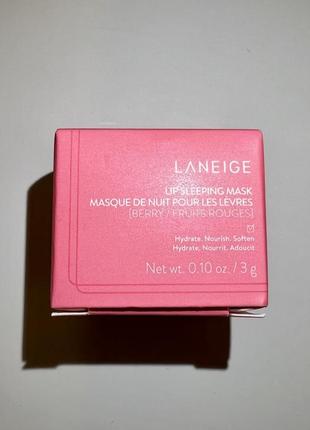 LANEIGE
LIP SLEEPING MASK
MASQUE DE NUIT POUR LES LÈVRES
[BERRY / FRUITS ROUGES]
Hydrate. Nourish. Soften
Hydrate, Nourrit, Adoucit
Net wt. 0.10 oz. / 3 g